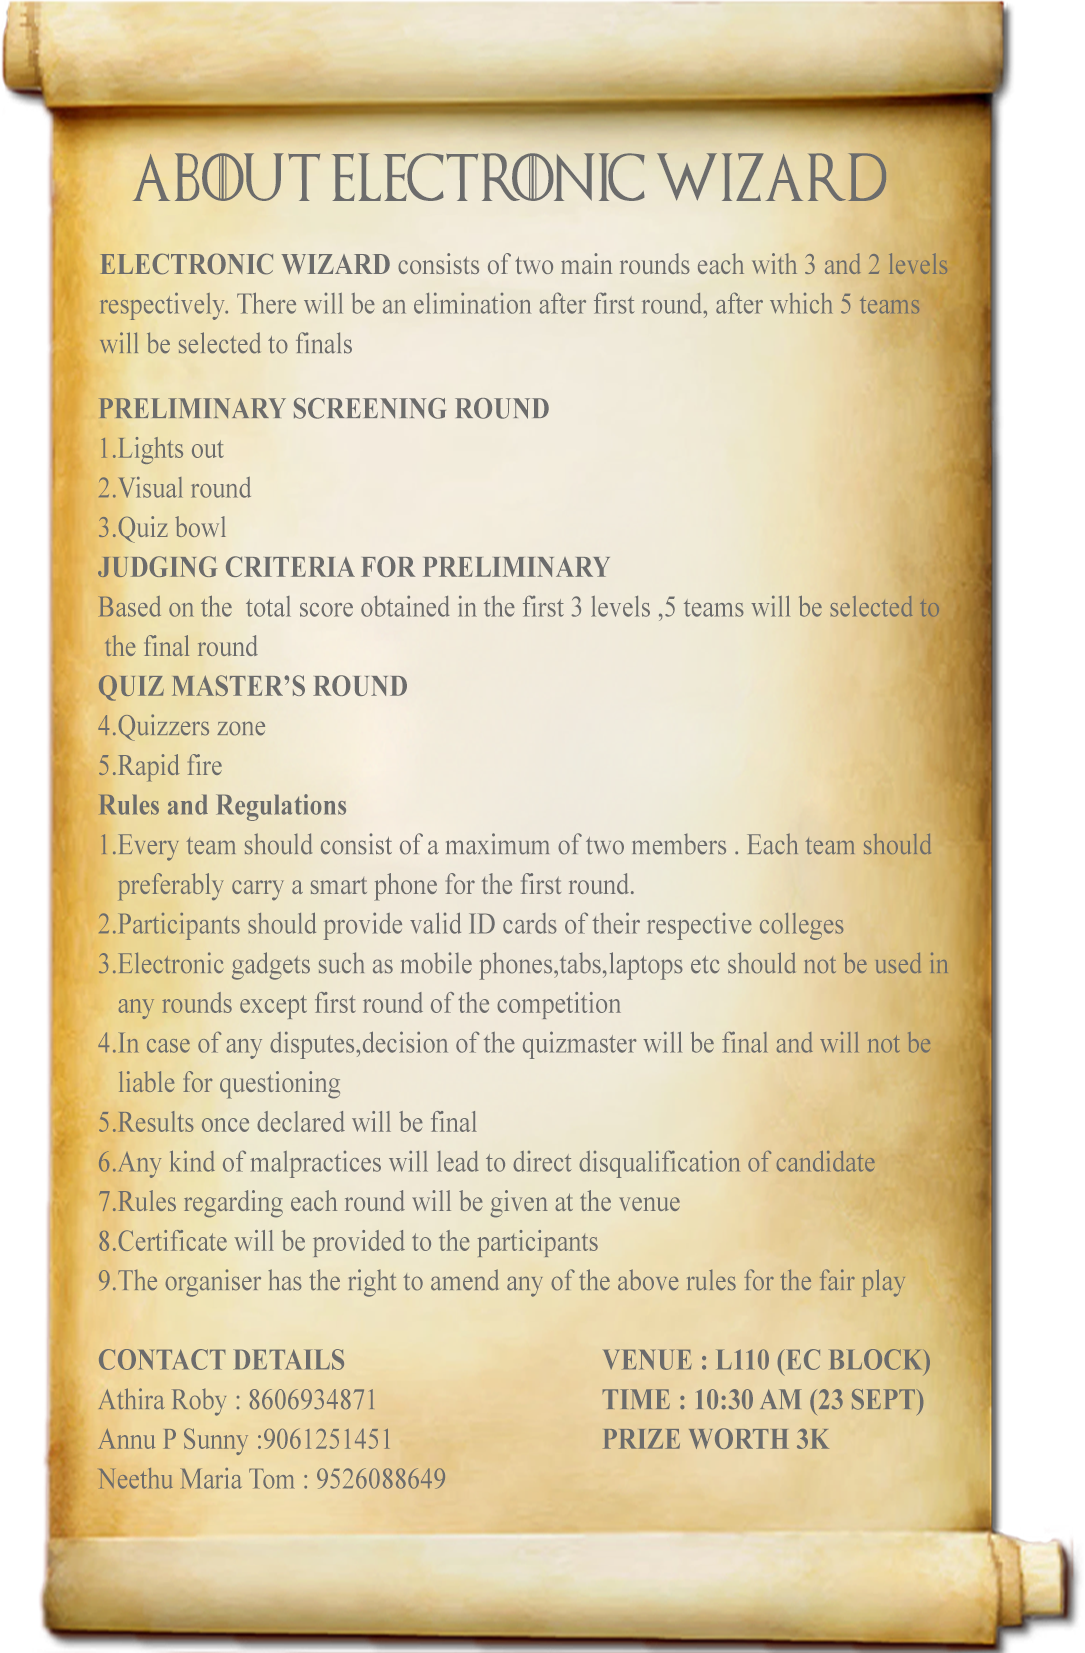 ABOUT ELECTRONIC WIZARD
ELECTRONIC WIZARD consists of two main rounds each with 3 and 2 levels
respectively. There will be an elimination after first round, after which 5 teams
will be selected to finals
PRELIMINARY SCREENING ROUND
1.Lights out
2.Visual round
3.Quiz bowl
JUDGING CRITERIA FOR PRELIMINARY
Based on the  total score obtained in the first 3 levels ,5 teams will be selected to
the final round
QUIZ MASTER’S ROUND
4.Quizzers zone
5.Rapid fire
Rules and Regulations
1.Every team should consist of a maximum of two members . Each team should
preferably carry a smart phone for the first round.
2.Participants should provide valid ID cards of their respective colleges
3.Electronic gadgets such as mobile phones,tabs,laptops etc should not be used in
any rounds except first round of the competition
4.In case of any disputes,decision of the quizmaster will be final and will not be
liable for questioning
5.Results once declared will be final
6.Any kind of malpractices will lead to direct disqualification of candidate
7.Rules regarding each round will be given at the venue
8.Certificate will be provided to the participants
9.The organiser has the right to amend any of the above rules for the fair play
CONTACT DETAILS
Athira Roby : 8606934871
Annu P Sunny :9061251451
Neethu Maria Tom : 9526088649
VENUE : L110 (EC BLOCK)
TIME : 10:30 AM (23 SEPT)
PRIZE WORTH 3K